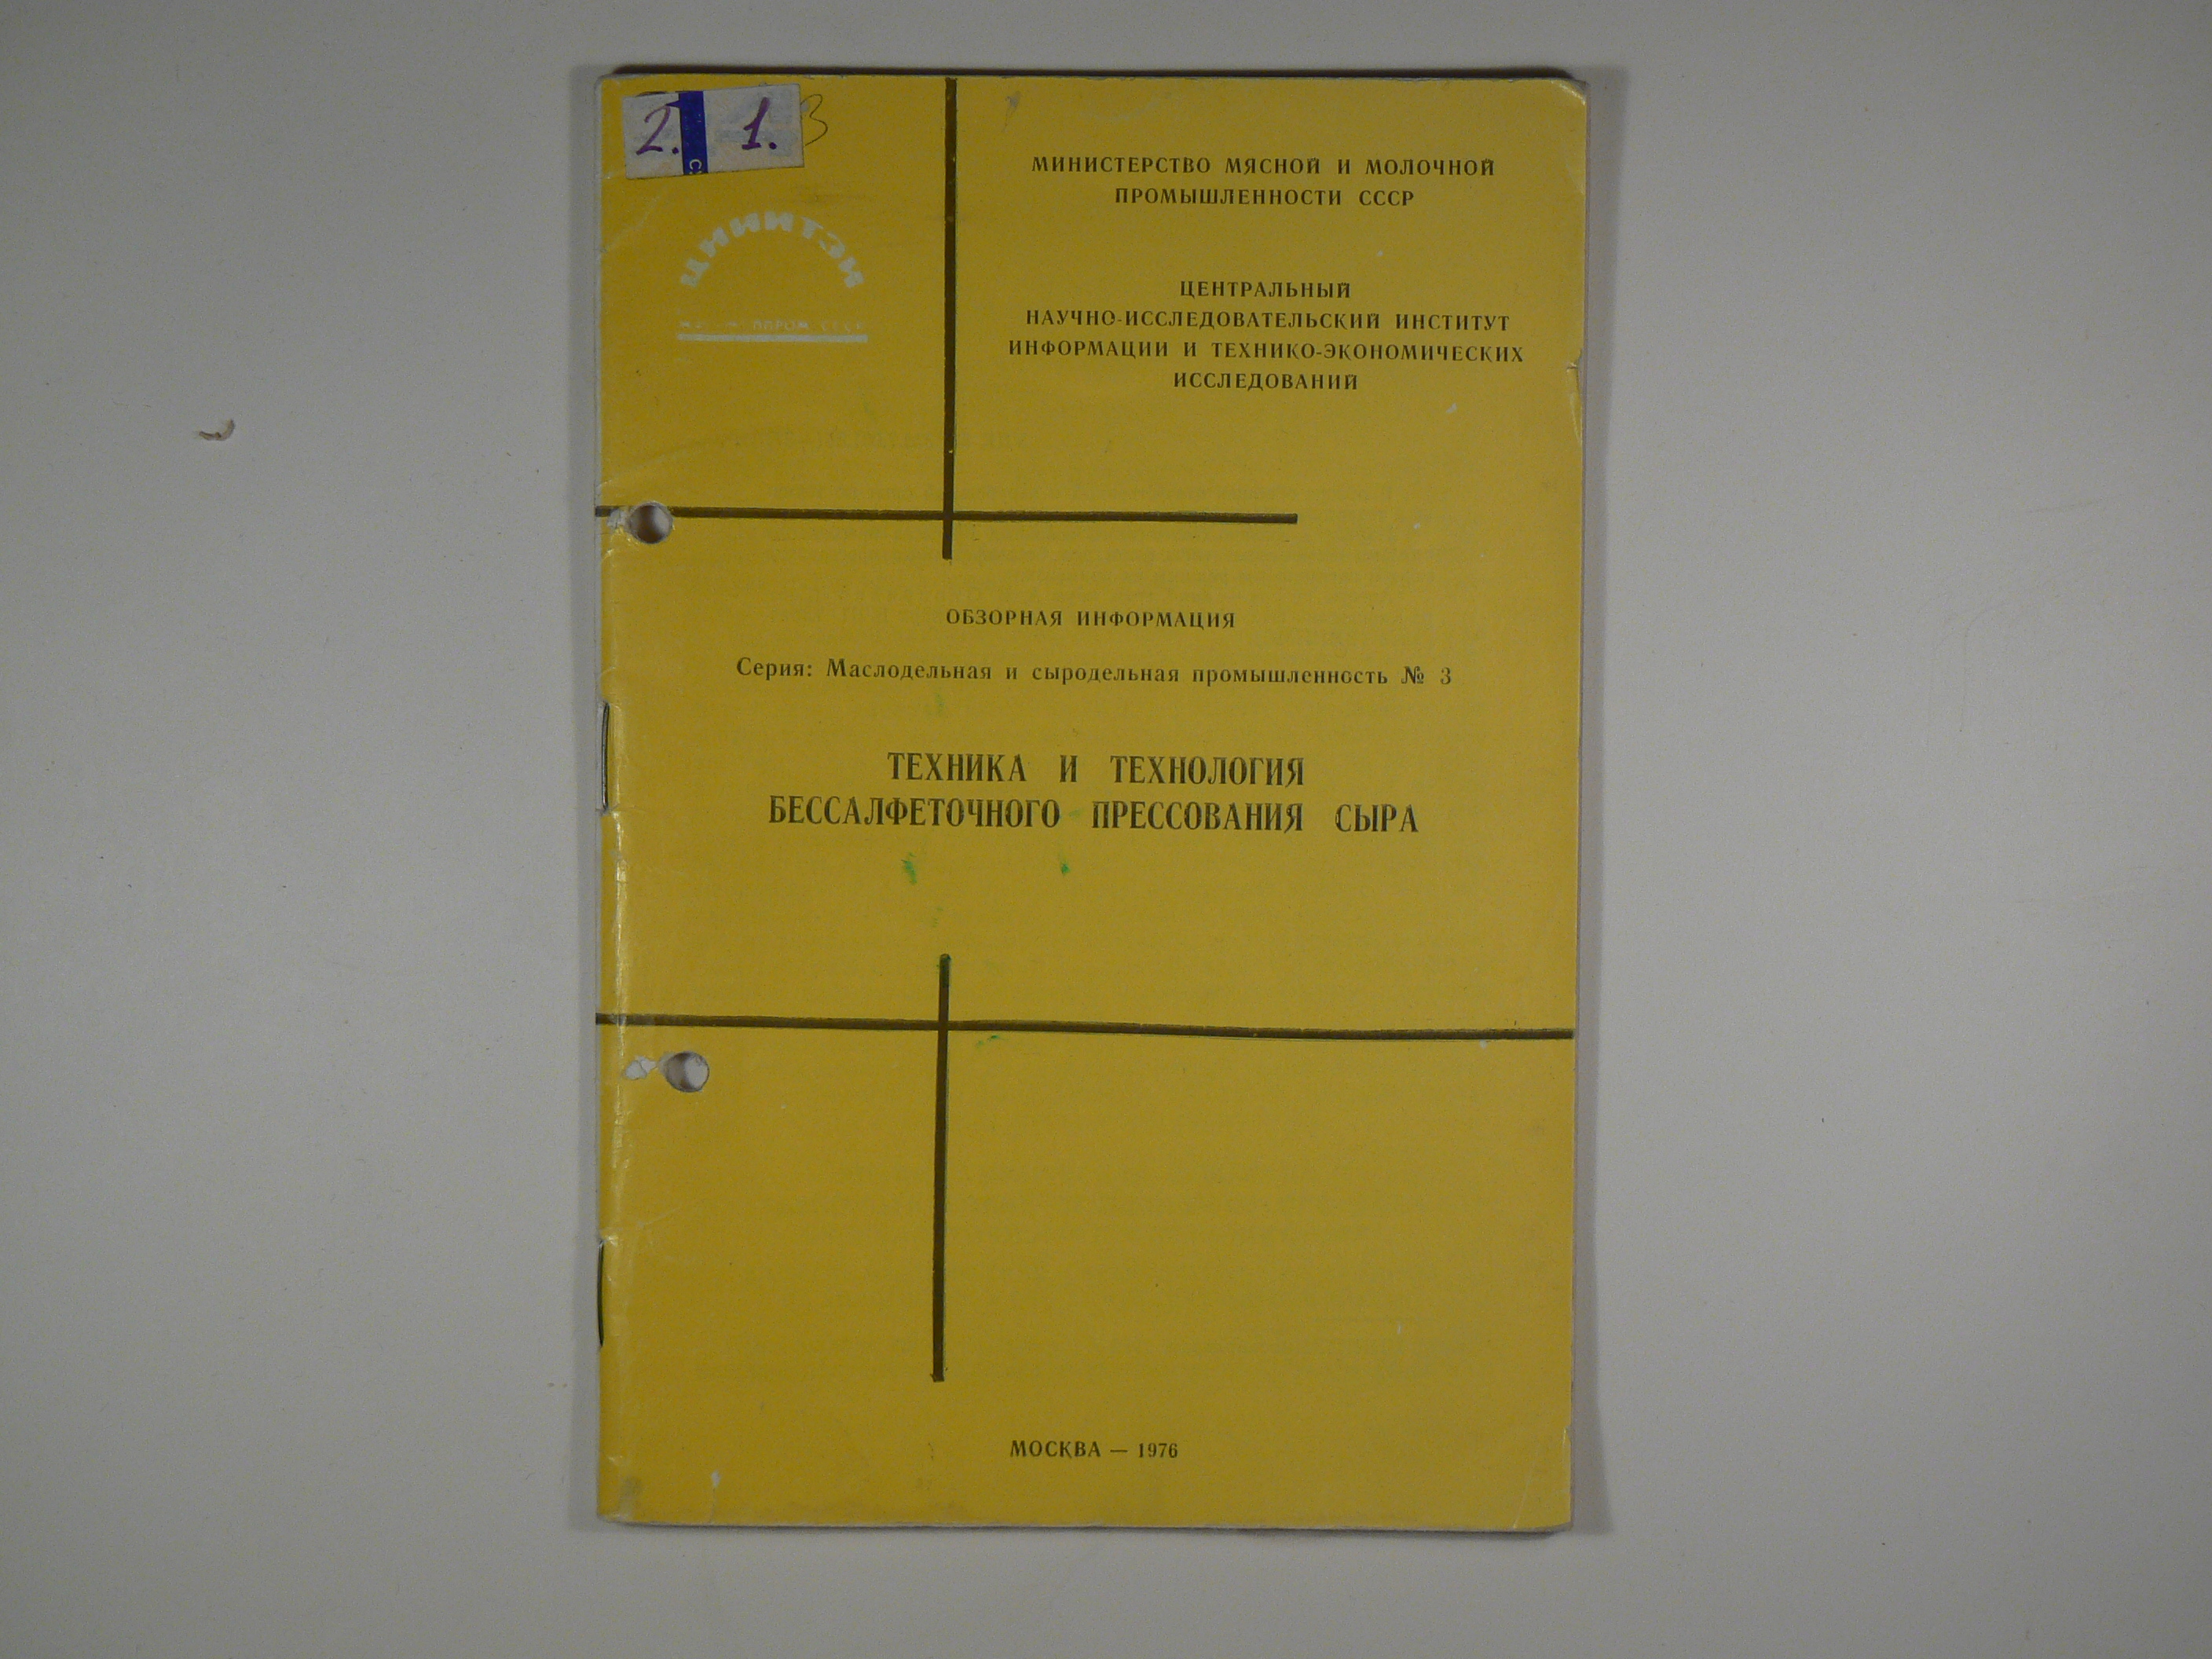 2. 1. 3
ЦНИИТЭИ
МИНИСТЕРСТВО МЯСНОЙ И МОЛОЧНОЙ
ПРОМЫШЛЕННОСТИ СССР
ЦЕНТРАЛЬНЫЙ
НАУЧНО-ИССЛЕДОВАТЕЛЬСКИЙ ИНСТИТУТ
ИНФОРМАЦИИ И ТЕХНИКО-ЭКОНОМИЧЕСКИХ
ИССЛЕДОВАНИЙ
ОБЗОРНАЯ ИНФОРМАЦИЯ
Серия: Маслодельная и сыродельная промышленность № 3
ТЕХНИКА И ТЕХНОЛОГИЯ
БЕССАЛФЕТОЧНОГО ПРЕССОВАНИЯ СЫРА
МОСКВА — 1976